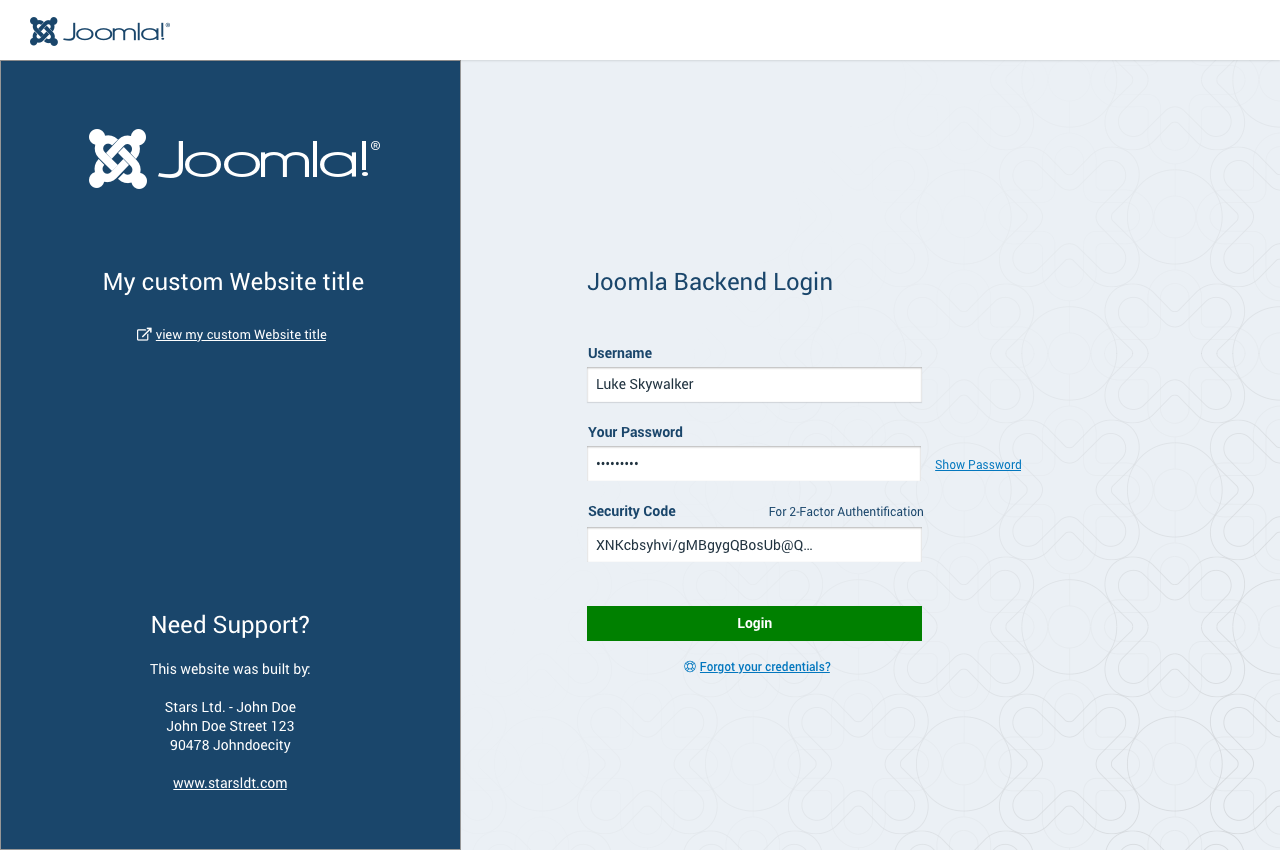 Joomla!®
Joomla!®
My custom Website title
view my custom Website title
Need Support?
This website was built by:
Stars Ltd. - John Doe
John Doe Street 123
90478 Johndoecity
www.starsldt.com
Joomla Backend Login
Username
Luke Skywalker
Your Password
•••••••••
Show Password
Security Code For 2-Factor Authentification
XNKcbsyhvi/gMBgygQBosUb@Q...
Login
Forgot your credentials?